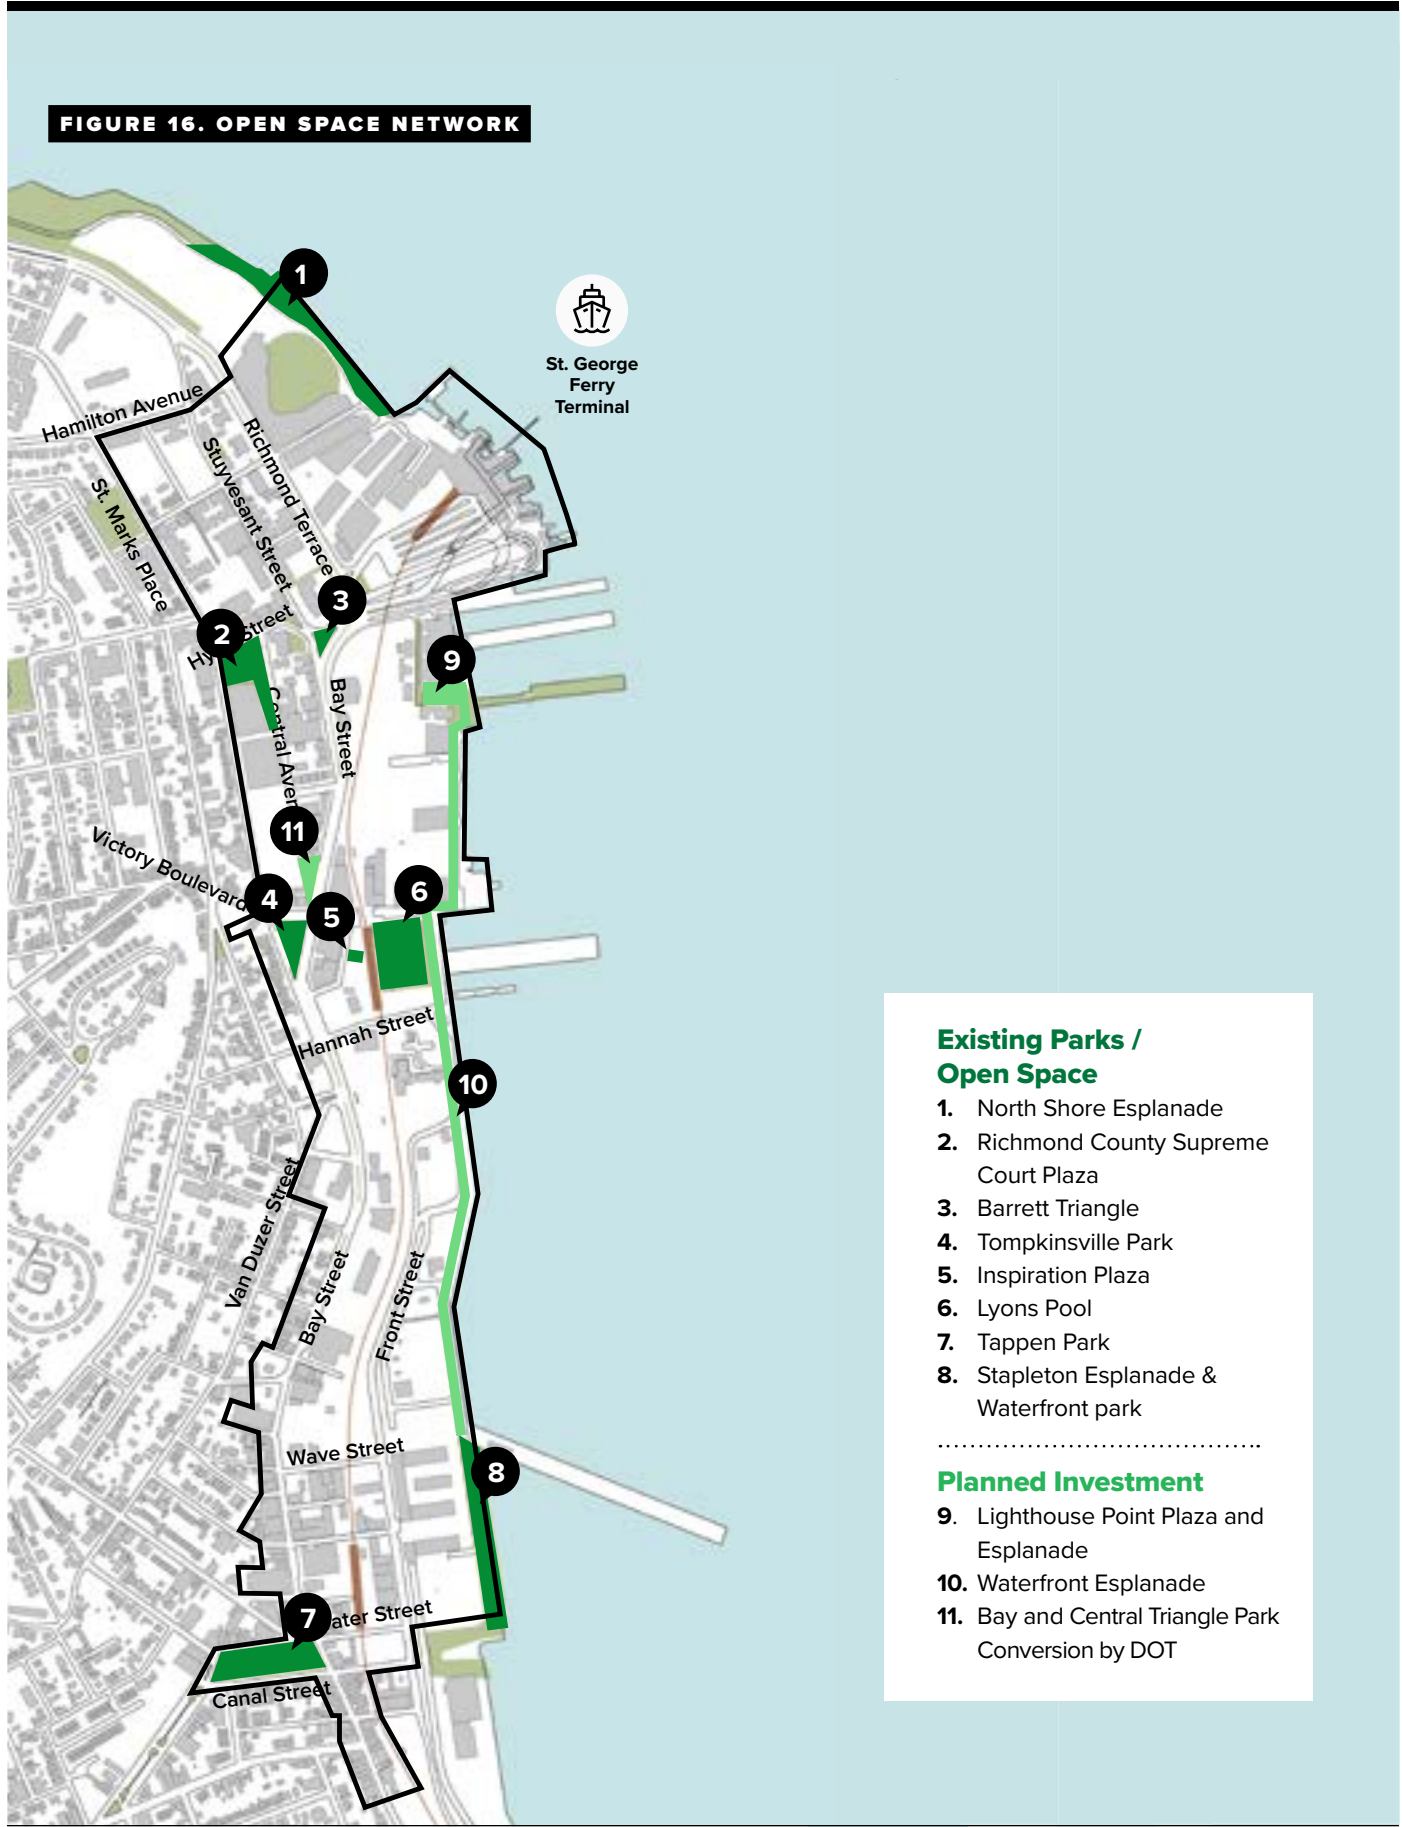 FIGURE 16. OPEN SPACE NETWORK
1
St. George
Ferry
Terminal
Hamilton Avenue
Richmond Terrace
Stuyvesant Street
St. Marks Place
3
2
Street
9
Bay Street
11
Victory Boulevard
4
5
6
Hannah Street
10
Van Duzer Street
Bay Street
Front Street
Wave Street
8
7
Canal Street
Existing Parks /
Open Space
1. North Shore Esplanade
2. Richmond County Supreme
Court Plaza
3. Barrett Triangle
4. Tompkinsville Park
5. Inspiration Plaza
6. Lyons Pool
7. Tappen Park
8. Stapleton Esplanade &
Waterfront park
Planned Investment
9. Lighthouse Point Plaza and
Esplanade
10. Waterfront Esplanade
11. Bay and Central Triangle Park
Conversion by DOT